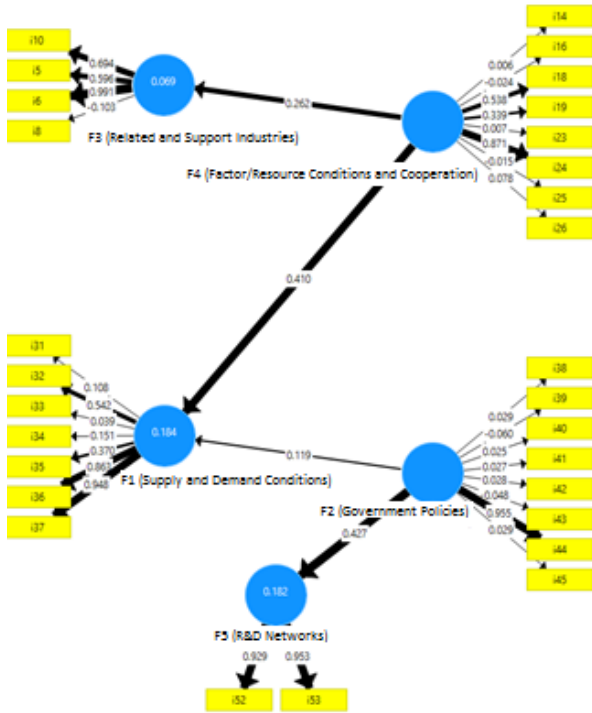 i10
i5
i6
i8
0.694
0.596
0.991
-0.103
0.069
F3 (Related and Support Industries)
0.262
i14
i16
i18
i19
i23
i24
i25
i26
0.006
-0.024
0.538
0.339
0.007
0.871
-0.015
0.078
F4 (Factor/Resource Conditions and Cooperation)
0.410
i31
i32
i33
i34
i35
i36
i37
0.108
0.542
0.039
0.151
0.370
0.863
0.948
0.184
F1 (Supply and Demand Conditions)
0.119
i38
i39
i40
i41
i42
i43
i44
i45
0.029
-0.060
0.025
0.027
0.028
0.048
0.955
0.029
F2 (Government Policies)
0.427
0.182
F5 (R&D Networks)
0.929
0.953
i52
i53